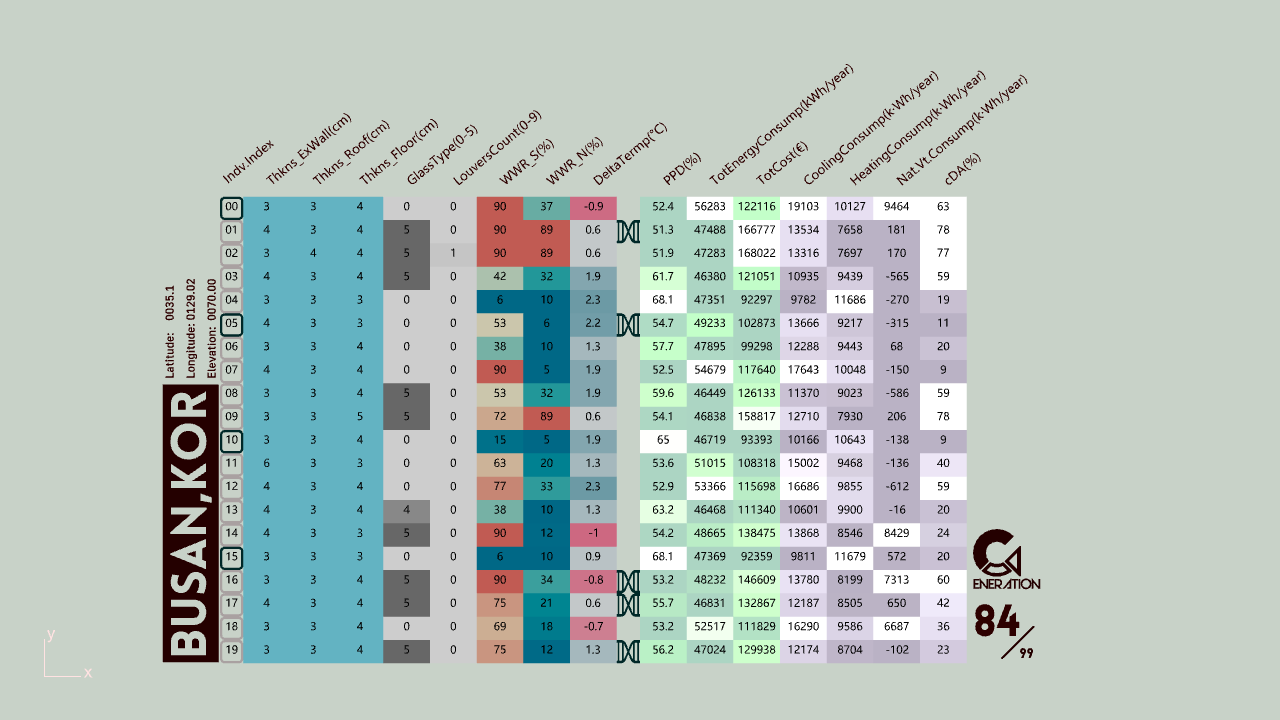 Indv.Index Thkns_ExWall(cm) Thkns_Roof(cm) Thkns_Floor(cm) GlassType(0-5) LouversCount(0-9) WWR_S(%) WWR_N(%) DeltaTermp(°C) PPD(%) TotEnergyConsump(kWh/year) TotCost(€) CoolingConsump(k·Wh/year) HeatingConsump(k·Wh/year) Nat.Vt.Consump(k·Wh/year) cDA(%)
00 3 3 4 0 0 90 37 -0.9 52.4 56283 122116 19103 10127 9464 63
01 4 3 4 5 0 90 89 0.6 51.3 47488 166777 13534 7658 181 78
02 3 4 4 5 1 90 89 0.6 51.9 47283 168022 13316 7697 170 77
03 4 3 4 5 0 42 32 1.9 61.7 46380 121051 10935 9439 -565 59
04 3 3 3 0 0 6 10 2.3 68.1 47351 92297 9782 11686 -270 19
05 4 3 3 0 0 53 6 2.2 54.7 49233 102873 13666 9217 -315 11
06 3 3 4 0 0 38 10 1.3 57.7 47895 99298 12288 9443 68 20
07 4 3 4 0 0 90 5 1.9 52.5 54679 117640 17643 10048 -150 9
08 3 3 4 5 0 53 32 1.9 59.6 46449 126133 11370 9023 -586 59
09 3 3 5 5 0 72 89 0.6 54.1 46838 158817 12710 7930 206 78
10 3 3 4 0 0 15 5 1.9 65 46719 93393 10166 10643 -138 9
11 6 3 3 0 0 63 20 1.3 53.6 51015 108318 15002 9468 -136 40
12 4 3 4 0 0 77 33 2.3 52.9 53366 115698 16686 9855 -612 59
13 4 3 4 4 0 38 10 1.3 63.2 46468 111340 10601 9900 -16 20
14 4 3 3 5 0 90 12 -1 54.2 48665 138475 13868 8546 8429 24
15 3 3 3 0 0 6 10 0.9 68.1 47369 92359 9811 11679 572 20
16 3 3 4 5 0 90 34 -0.8 53.2 48232 146609 13780 8199 7313 60
17 4 3 4 5 0 75 21 0.6 55.7 46831 132867 12187 8505 650 42
18 3 3 4 0 0 69 18 -0.7 53.2 52517 111829 16290 9586 6687 36
19 3 3 4 5 0 75 12 1.3 56.2 47024 129938 12174 8704 -102 23
Latitude: 0035.1
Longitude: 0129.02
Elevation: 0070.00
BUSAN,KOR
GENERATION
84/99
y
x